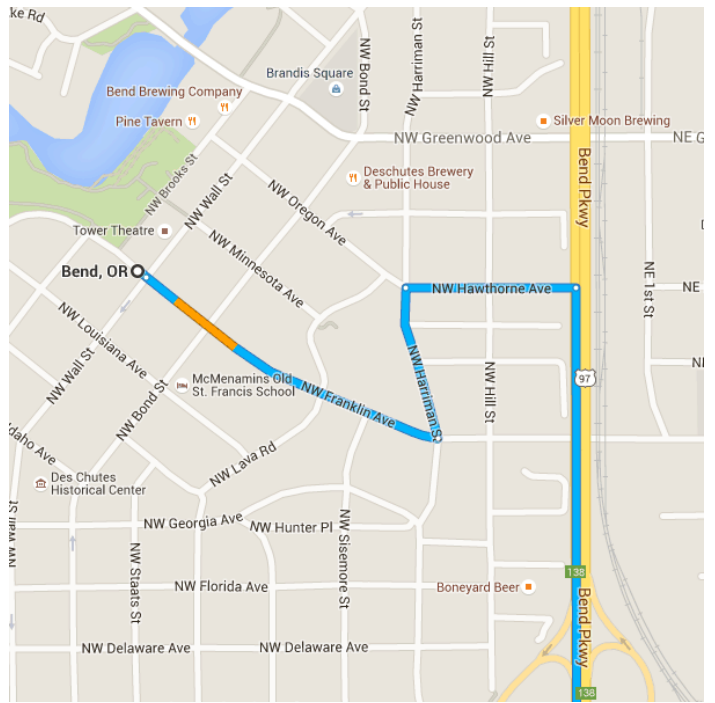 ke Rd
NW Bond St
NW Harriman St
NW Hill St
Brandis Square
Bend Brewing Company
Pine Tavern
Silver Moon Brewing
NW Greenwood Ave
NE G
Bend Pkwy
Deschutes Brewery
& Public House
NW Brooks St
NW Wall St
NW Oregon Ave
Tower Theatre
NW Minnesota Ave
Bend, OR
NW Hawthorne Ave
NE 1st St
NE
NW Louisiana Ave
NW Wall St
NW Bond St
McMenamins Old
St. Francis School
NW Franklin Ave
NW Harriman S
NW Hill St
97
NE
daho Ave
NW Lava Rd
Des Chutes
Historical Center
NW Wall St
NW Georgia Ave
NW Hunter Pl
NW Sisemore St
NW Staats St
NW Florida Ave
Boneyard Beer
138
Bend Pkwy
NW Delaware Ave
NW Delaware Ave
138